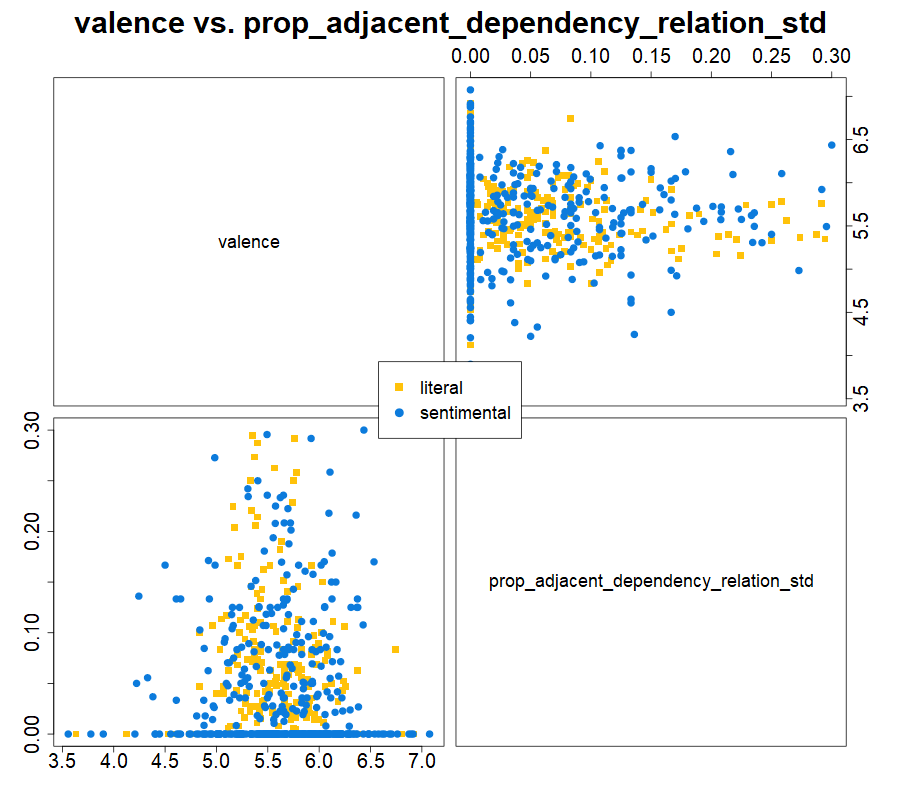 valence vs. prop_adjacent_dependency_relation_std
0.00 0.05 0.10 0.15 0.20 0.25 0.30
valence
6.5
5.5
4.5
3.5
literal
sentimental
0.30
0.20
0.10
0.00
prop_adjacent_dependency_relation_std
3.5 4.0 4.5 5.0 5.5 6.0 6.5 7.0